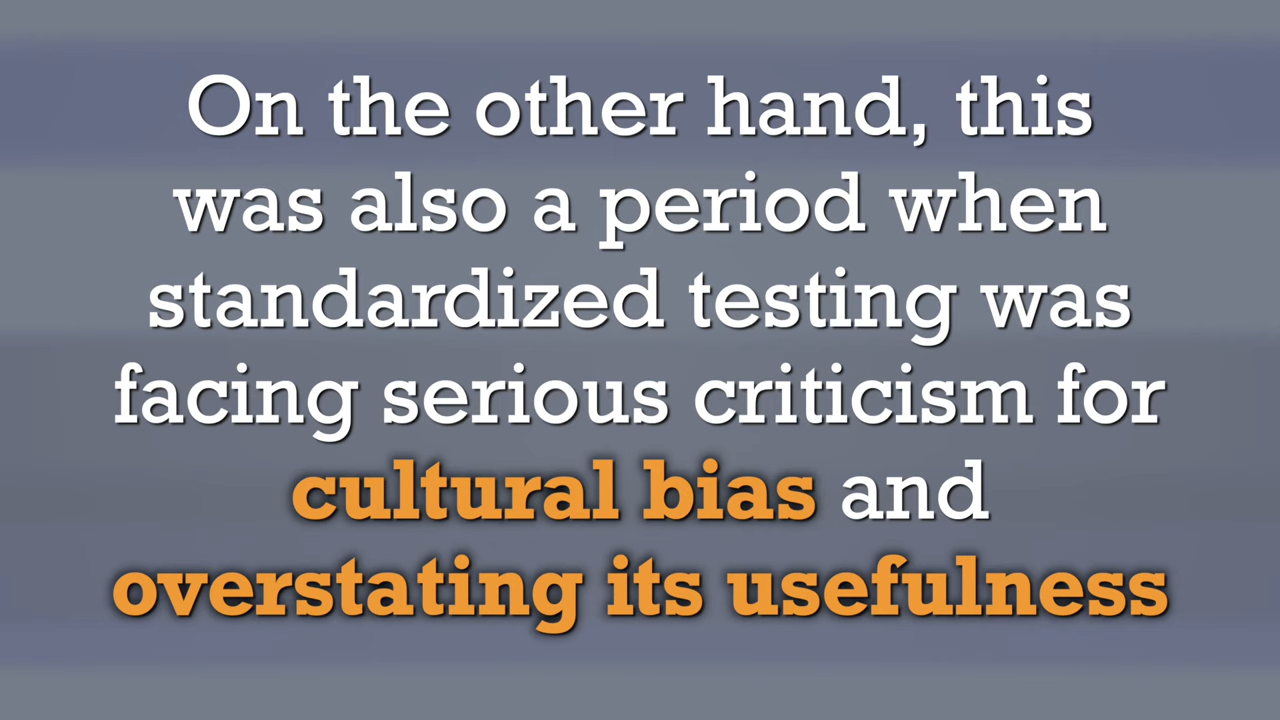 On the other hand, this
was also a period when
standardized testing was
facing serious criticism for
cultural bias and
overstating its usefulness